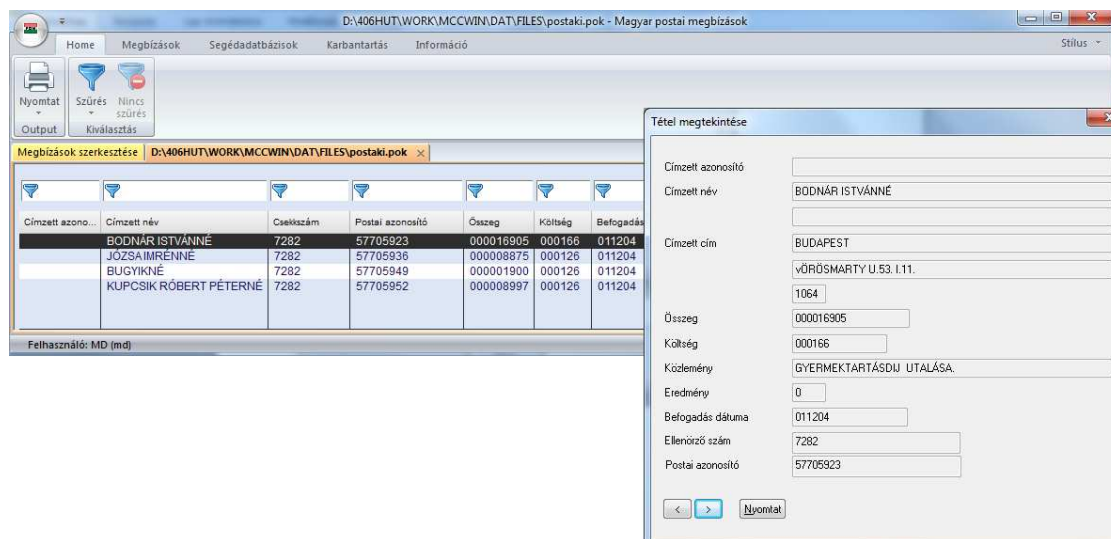 D:\406HUT\WORK\MCCWIN\DAT\FILES\postaki.pok - Magyar postai megbízások
Home Megbízások Segédadatbázisok Karbantartás Információ Stílus
Nyomtat Szűrés Nincs szűrés
Output Kiválasztás
Megbízások szerkesztése D:\406HUT\WORK\MCCWIN\DAT\FILES\postaki.pok
Címzett azono... Címzett név Csekkszám Postai azonosító Összeg Költség Befogadás
BODNÁR ISTVÁNNÉ 7282 57705923 000016905 000166 011204
JÓZSA IMRÉNNÉ 7282 57705936 000008875 000126 011204
BUGYIKNÉ 7282 57705949 000001900 000126 011204
KUPCSIK RÓBERT PÉTERNÉ 7282 57705952 000008997 000126 011204
Felhasználó: MD (md)
Tétel megtekintése
Címzett azonosító
Címzett név BODNÁR ISTVÁNNÉ
Címzett cím BUDAPEST
vÖRÖSMARTY U.53. I.11.
1064
Összeg 000016905
Költség 000166
Közlemény GYERMEKTARTÁSDIJ UTALÁSA.
Eredmény 0
Befogadás dátuma 011204
Ellenörző szám 7282
Postai azonosító 57705923
< > Nyomtat